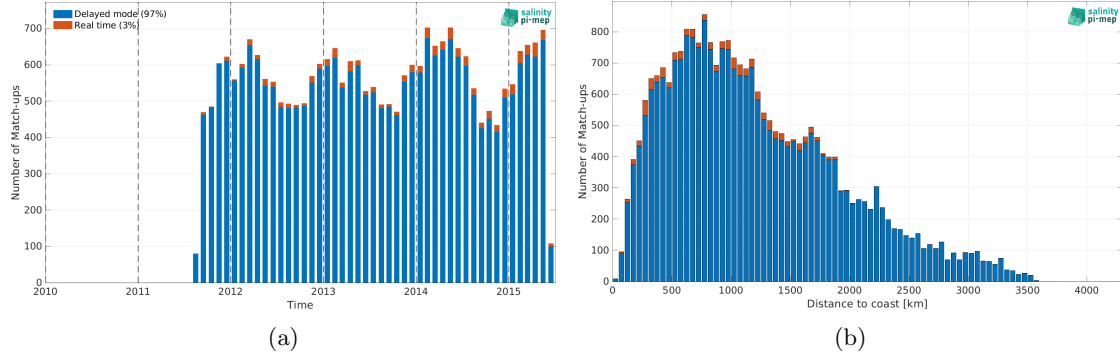 Delayed mode (97%)
Real time (3%)
salinity
pi-mep
700
600
500
400
300
200
100
0
Number of Match-ups
2010 2011 2012 2013 2014 2015
Time
(a)
salinity
pi-mep
800
700
600
500
400
300
200
100
0
Number of Match-ups
0 500 1000 1500 2000 2500 3000 3500 4000
Distance to coast [km]
(b)